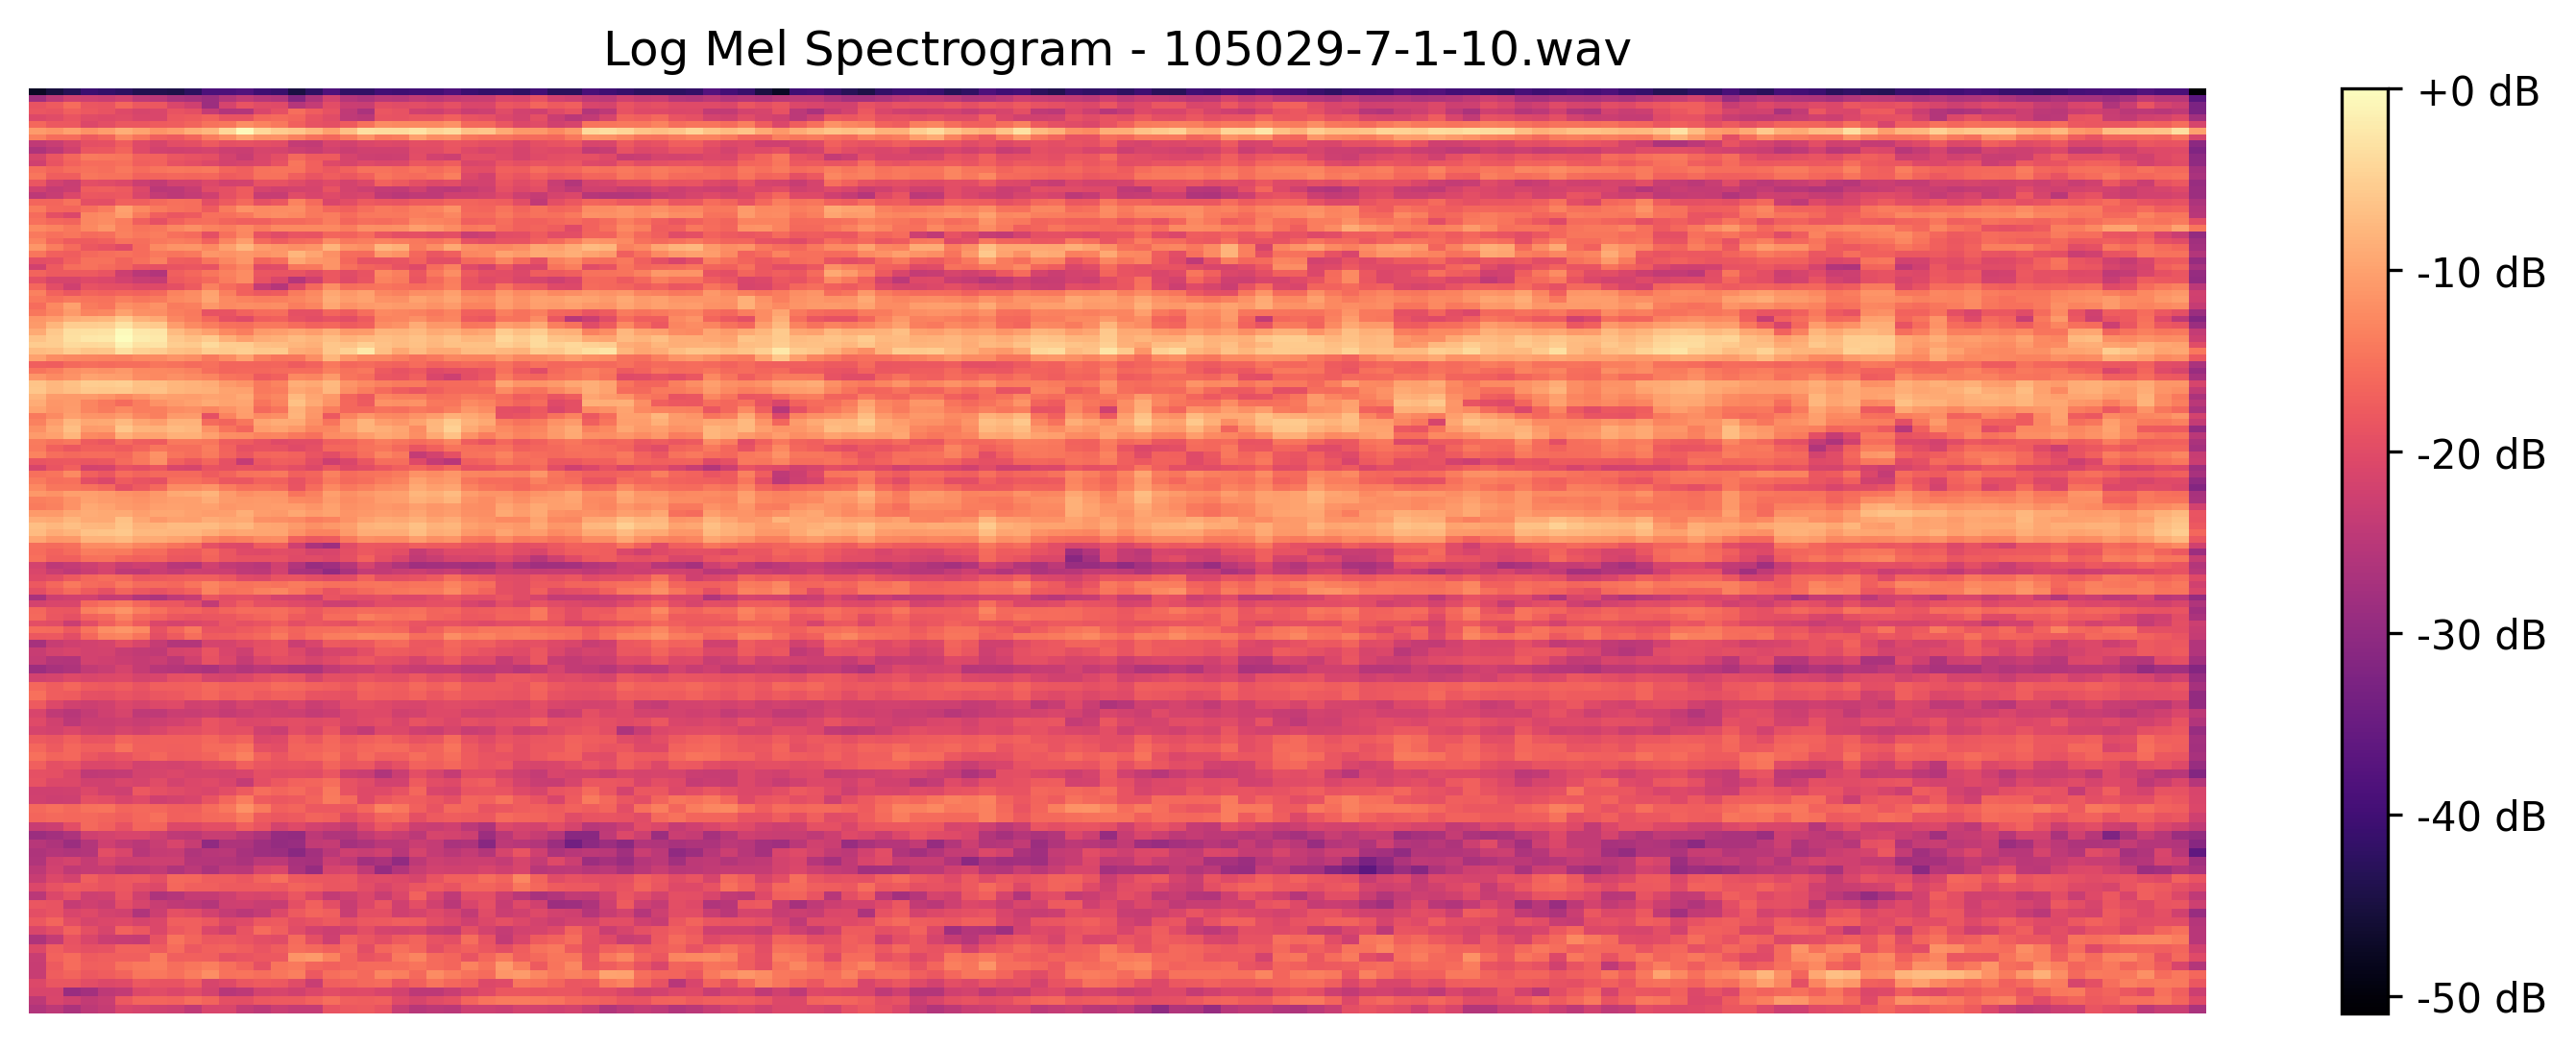 Log Mel Spectrogram - 105029-7-1-10.wav
+0 dB
-10 dB
-20 dB
-30 dB
-40 dB
-50 dB